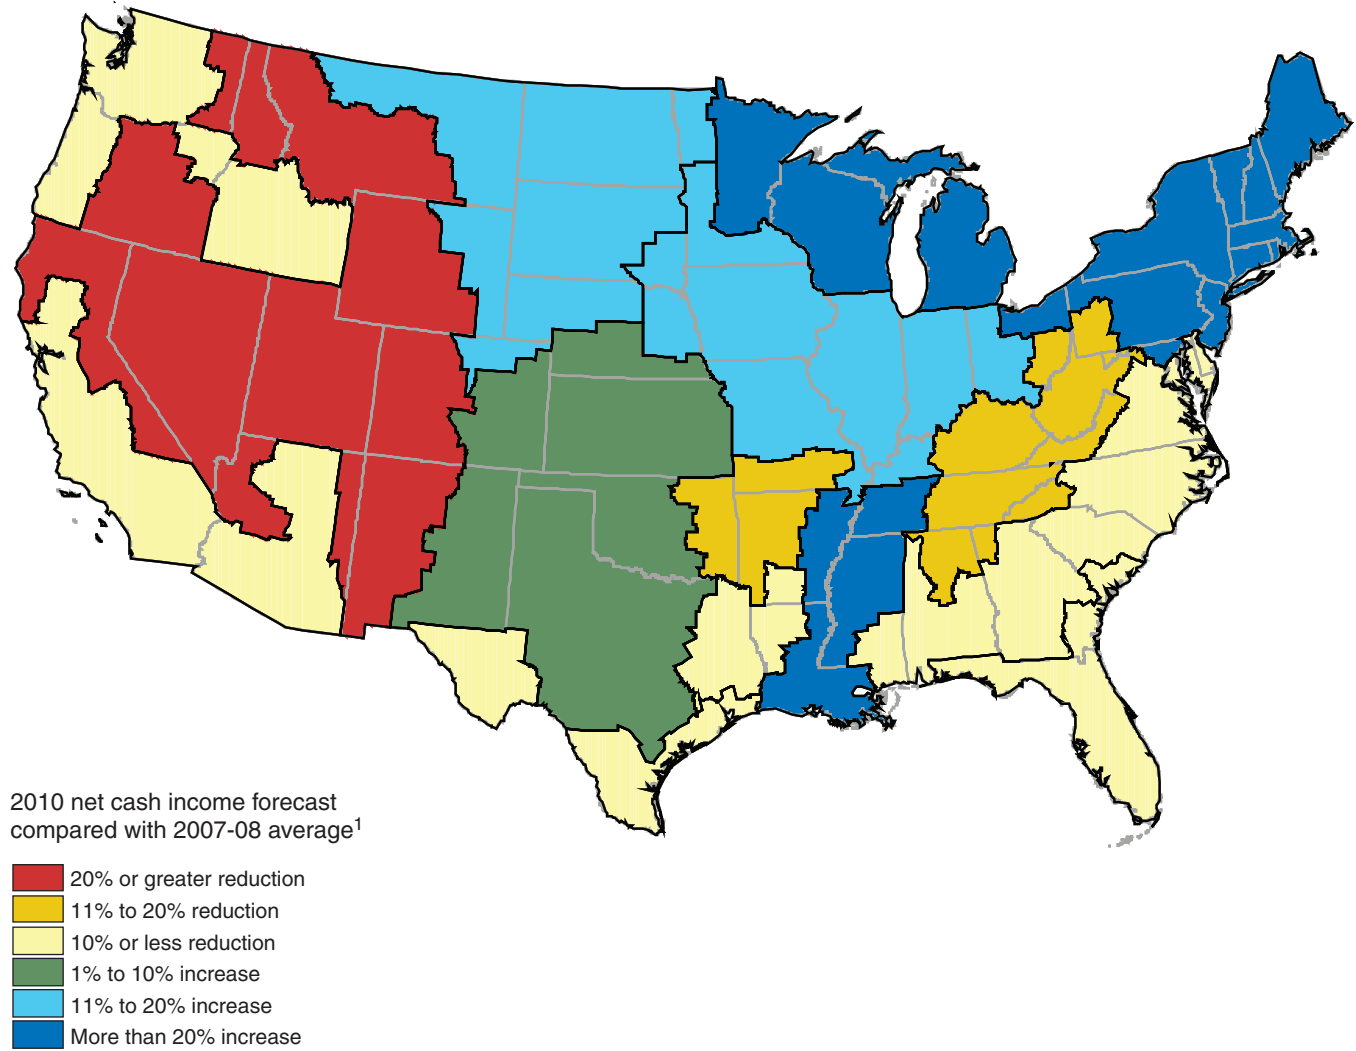 2010 net cash income forecast
compared with 2007-08 average¹
20% or greater reduction
11% to 20% reduction
10% or less reduction
1% to 10% increase
11% to 20% increase
More than 20% increase